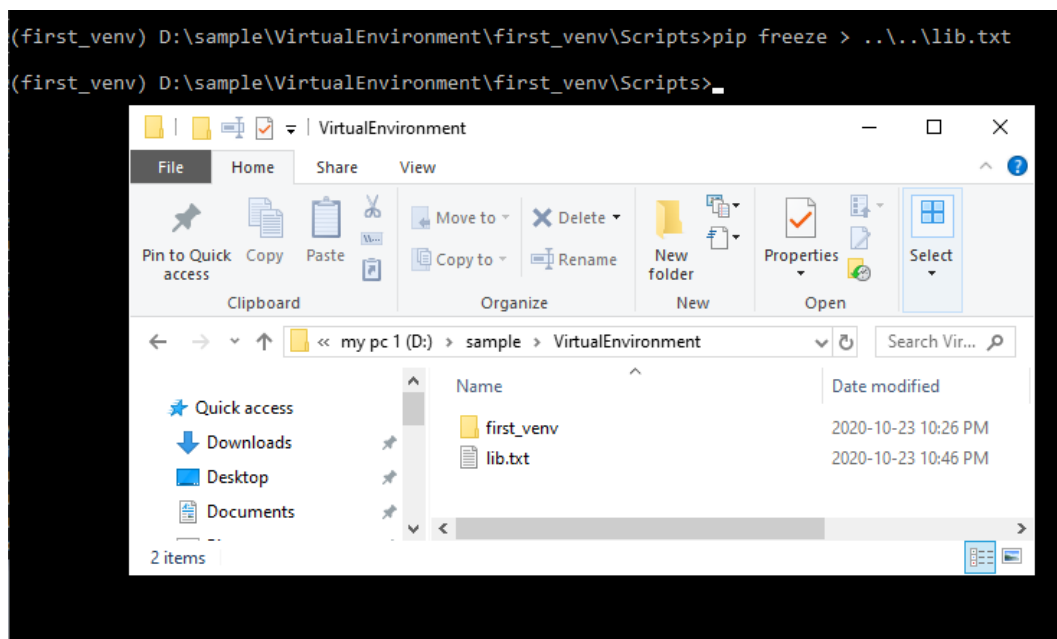 (first_venv) D:\sample\VirtualEnvironment\first_venv\Scripts>pip freeze > ..\..\lib.txt
(first_venv) D:\sample\VirtualEnvironment\first_venv\Scripts>
VirtualEnvironment
File Home Share View
Pin to Quick access
Copy
Paste
Clipboard
Move to
Copy to
Delete
Rename
Organize
New folder
New
Properties
Open
Select
« my pc 1 (D:) > sample > VirtualEnvironment
Search Vir...
Name Date modified
Quick access
Downloads
Desktop
Documents
first_venv 2020-10-23 10:26 PM
lib.txt 2020-10-23 10:46 PM
2 items